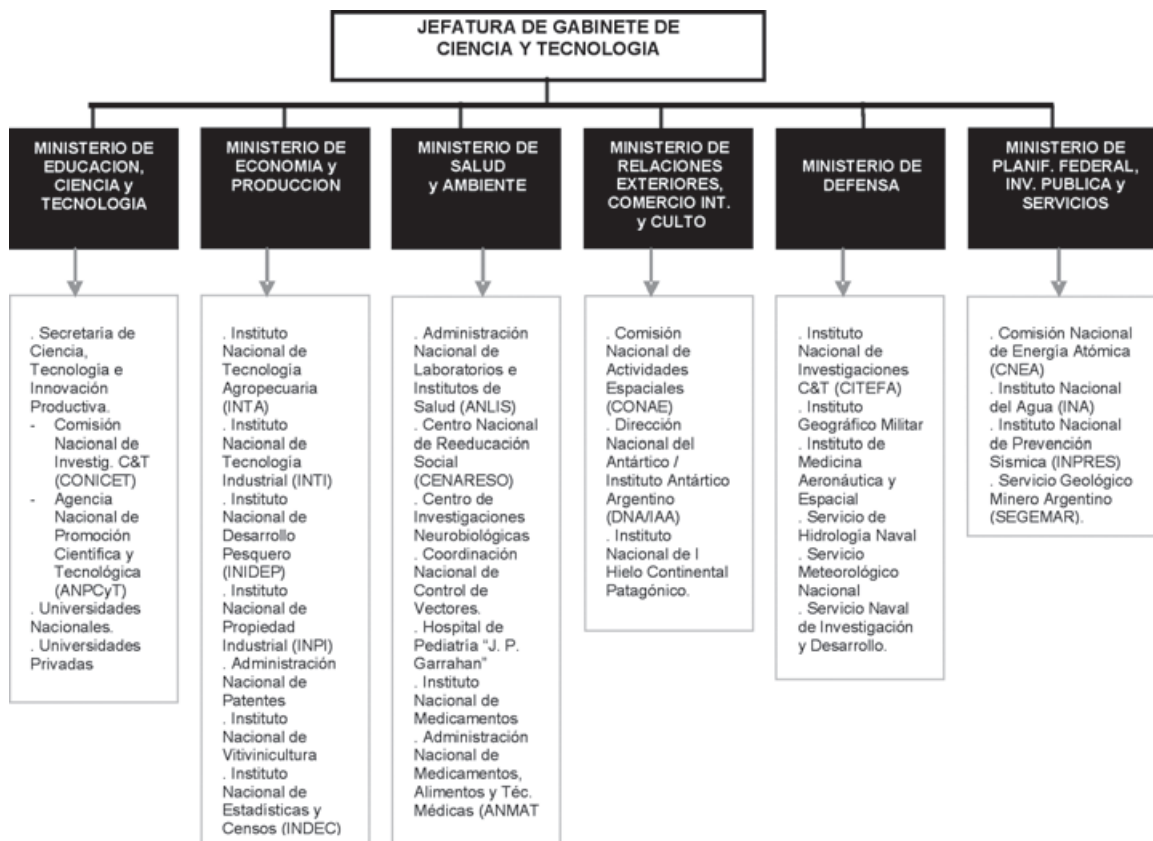 JEFATURA DE GABINETE DE
CIENCIA Y TECNOLOGIA
MINISTERIO DE
EDUCACION,
CIENCIA y
TECNOLOGIA
MINISTERIO DE
ECONOMIA y
PRODUCCION
MINISTERIO DE
SALUD
y AMBIENTE
MINISTERIO DE
RELACIONES
EXTERIORES,
COMERCIO INT.
y CULTO
MINISTERIO DE
DEFENSA
MINISTERIO DE
PLANIF. FEDERAL,
INV. PUBLICA y
SERVICIOS
. Secretaría de
Ciencia,
Tecnología e
Innovación
Productiva.
- Comisión
Nacional de
Investig. C&T
(CONICET)
- Agencia
Nacional de
Promoción
Científica y
Tecnológica
(ANPCyT)
. Universidades
Nacionales.
. Universidades
Privadas
. Instituto
Nacional de
Tecnología
Agropecuaria
(INTA)
. Instituto
Nacional de
Tecnología
Industrial (INTI)
. Instituto
Nacional de
Desarrollo
Pesquero
(INIDEP)
. Instituto
Nacional de
Propiedad
Industrial (INPI)
. Administración
Nacional de
Patentes
. Instituto
Nacional de
Vitivinicultura
. Instituto
Nacional de
Estadísticas y
Censos (INDEC)
. Administración
Nacional de
Laboratorios e
Institutos de
Salud (ANLIS)
. Centro Nacional
de Reeducación
Social
(CENARESO)
. Centro de
Investigaciones
Neurobiológicas
. Coordinación
Nacional de
Control de
Vectores.
. Hospital de
Pediatría "J. P.
Garrahan"
. Instituto
Nacional de
Medicamentos
. Administración
Nacional de
Medicamentos,
Alimentos y Téc.
Médicas (ANMAT
. Comisión
Nacional de
Actividades
Espaciales
(CONAE)
. Dirección
Nacional del
Antártico /
Instituto Antártico
Argentino
(DNA/IAA)
. Instituto
Nacional de l
Hielo Continental
Patagónico.
. Instituto
Nacional de
Investigaciones
C&T (CITEFA)
. Instituto
Geográfico Militar
. Instituto de
Medicina
Aeronáutica y
Espacial
. Servicio de
Hidrología Naval
. Servicio
Meteorológico
Nacional
. Servicio Naval
de Investigación
y Desarrollo.
. Comisión Nacional
de Energía Atómica
(CNEA)
. Instituto Nacional
del Agua (INA)
. Instituto Nacional
de Prevención
Sísmica (INPRES)
. Servicio Geológico
Minero Argentino
(SEGEMAR).